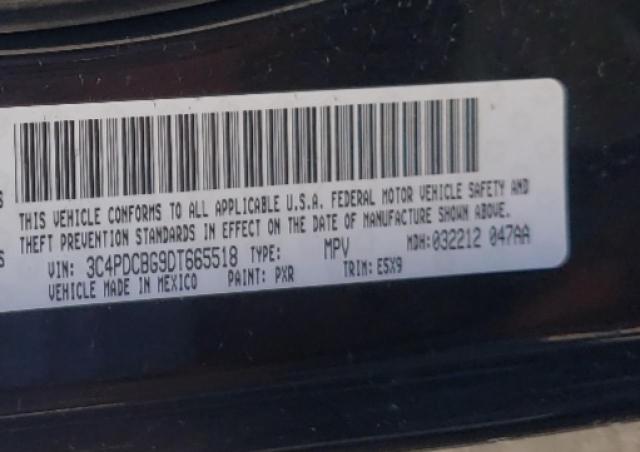 THIS VEHICLE CONFORMS TO ALL APPLICABLE U.S.A. FEDERAL MOTOR VEHICLE SAFETY AND
THEFT PREVENTION STANDARDS IN EFFECT ON THE DATE OF MANUFACTURE SHOWN ABOVE.
VIN: 3C4PDCBG9DT665518 TYPE: MPV MDH:032212 047AA
VEHICLE MADE IN MEXICO PAINT: PXR TRIM: E5X9